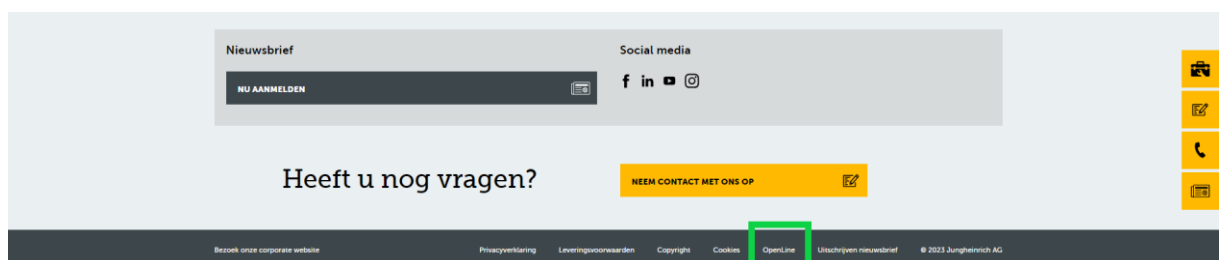 Nieuwsbrief
Social media
NU AANMELDEN
Heeft u nog vragen?
NEEM CONTACT MET ONS OP
Bezoek onze corporate website Privacyverklaring Leveringsvoorwaarden Copyright Cookies OpenLine Uitschrijven nieuwsbrief © 2023 Jungheinrich AG